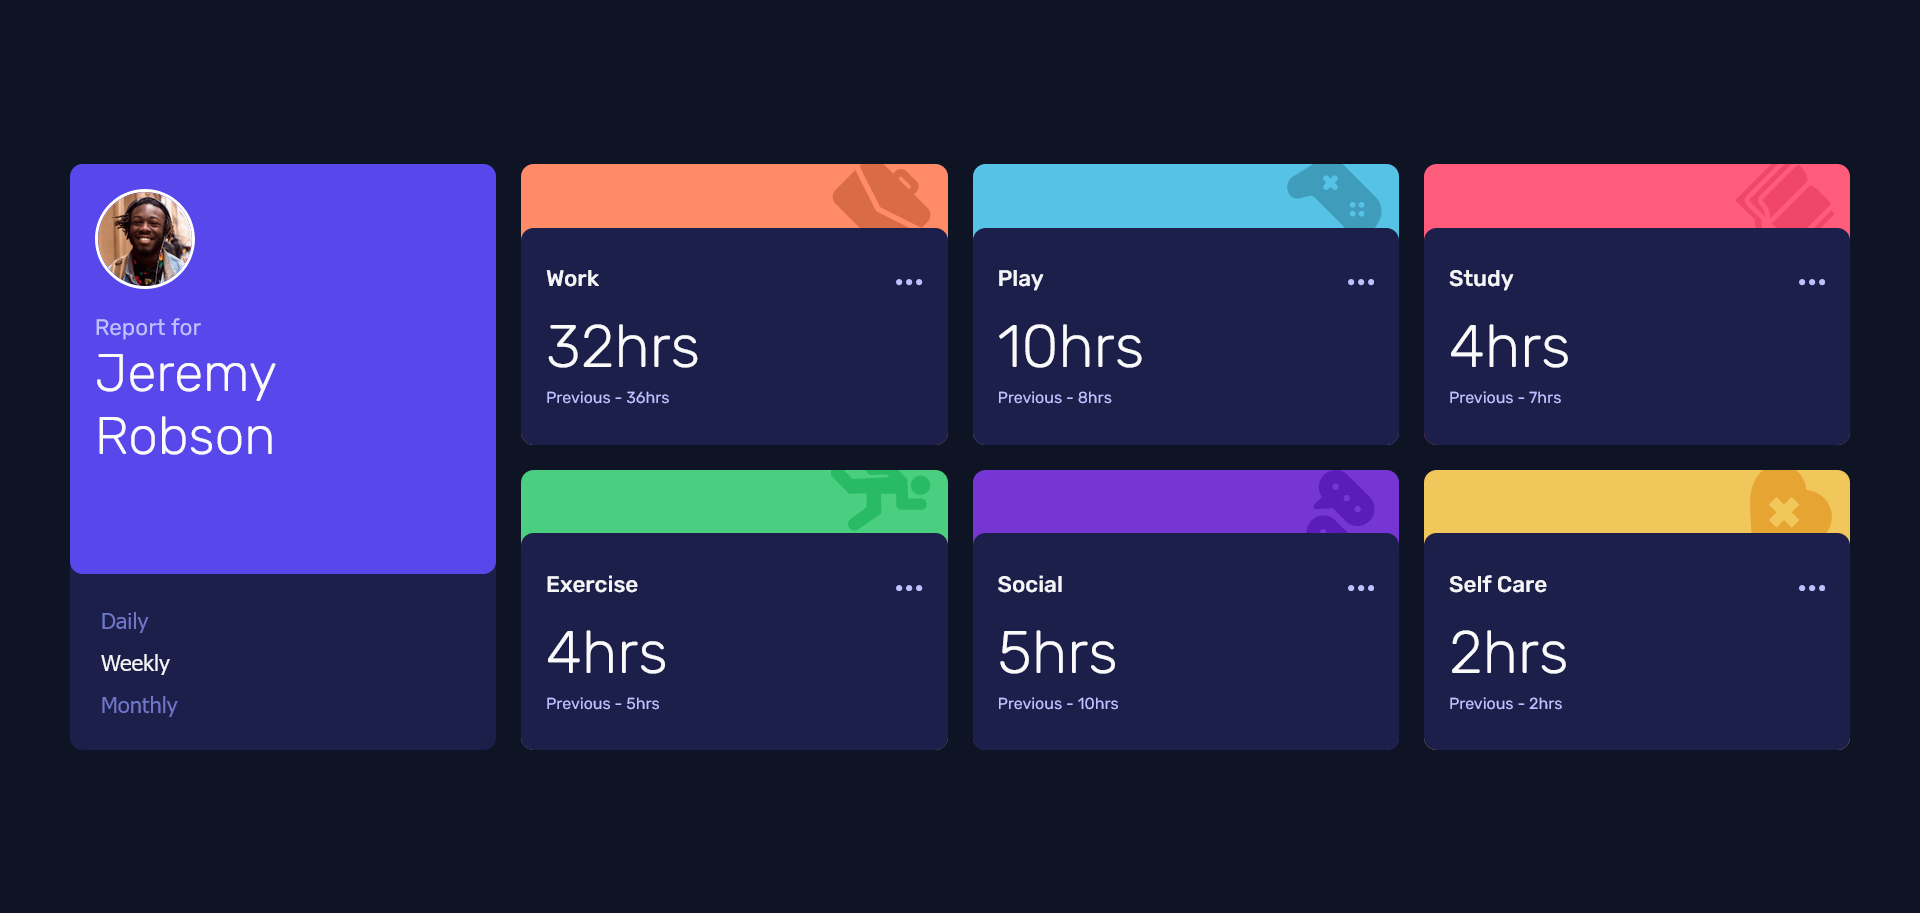 Report for
Jeremy
Robson
Daily
Weekly
Monthly
Work
32hrs
Previous - 36hrs
Play
10hrs
Previous - 8hrs
Study
4hrs
Previous - 7hrs
Exercise
4hrs
Previous - 5hrs
Social
5hrs
Previous - 10hrs
Self Care
2hrs
Previous - 2hrs